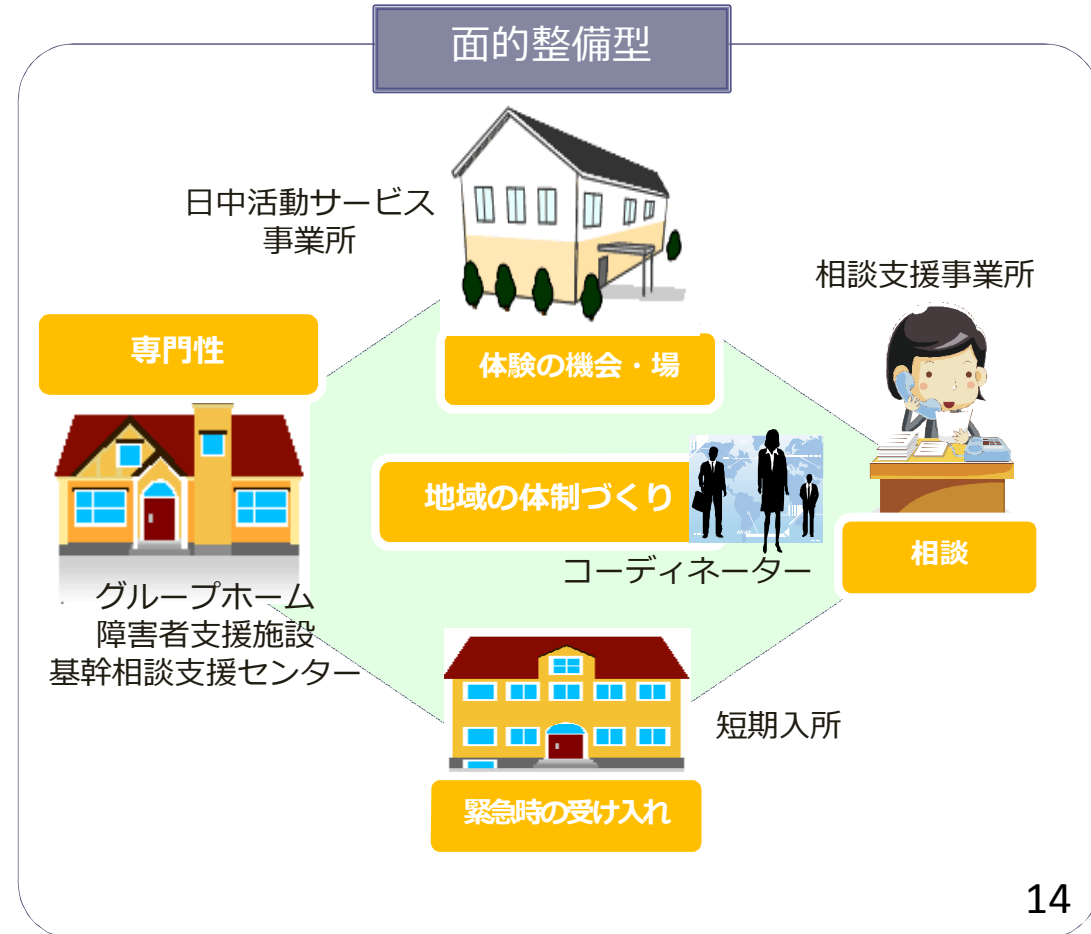 面的整備型
日中活動サービス
事業所
相談支援事業所
専門性
体験の機会・場
地域の体制づくり
コーディネーター
相談
グループホーム
障害者支援施設
基幹相談支援センター
短期入所
緊急時の受け入れ
14